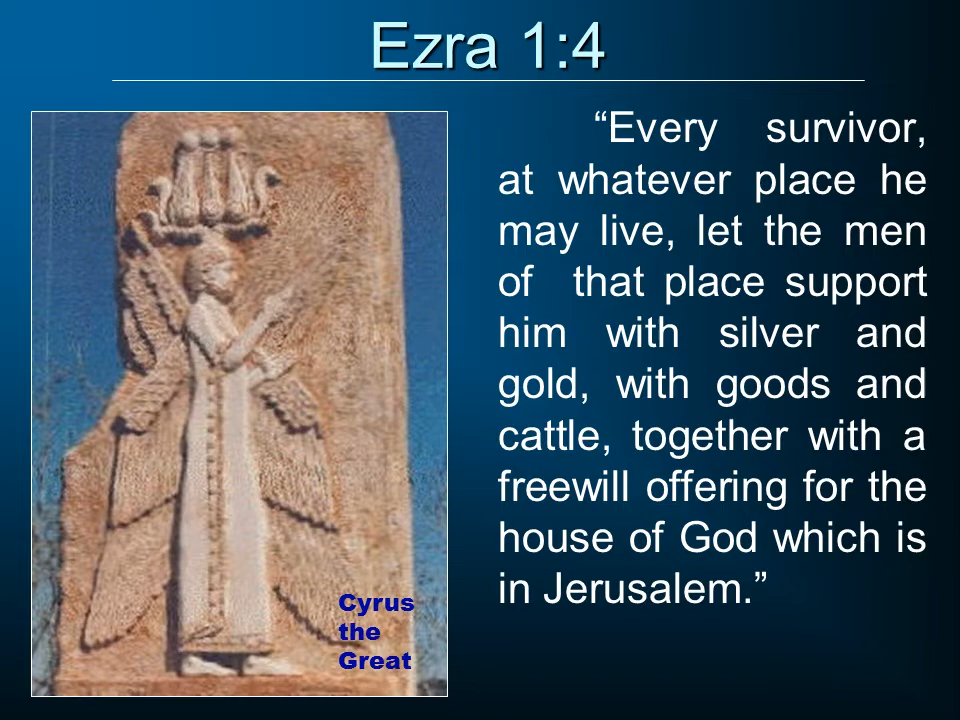 Ezra 1:4
“Every survivor,
at whatever place he
may live, let the men
of that place support
him with silver and
gold, with goods and
cattle, together with a
freewill offering for the
house of God which is
in Jerusalem.”
Cyrus
the
Great